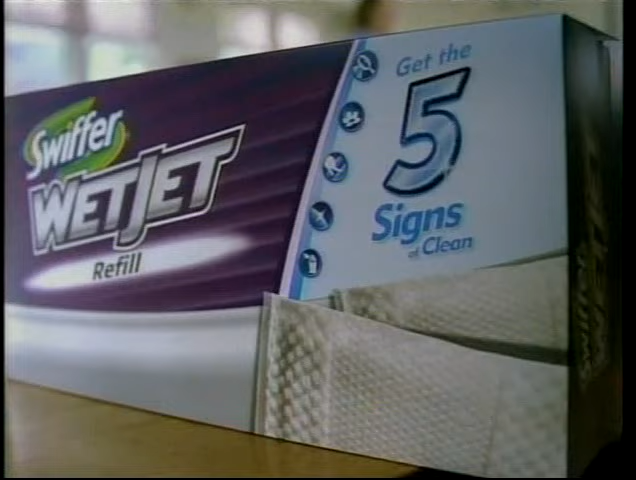 Swiffer
WETJET
Refill
Get the
5
Signs
of Clean